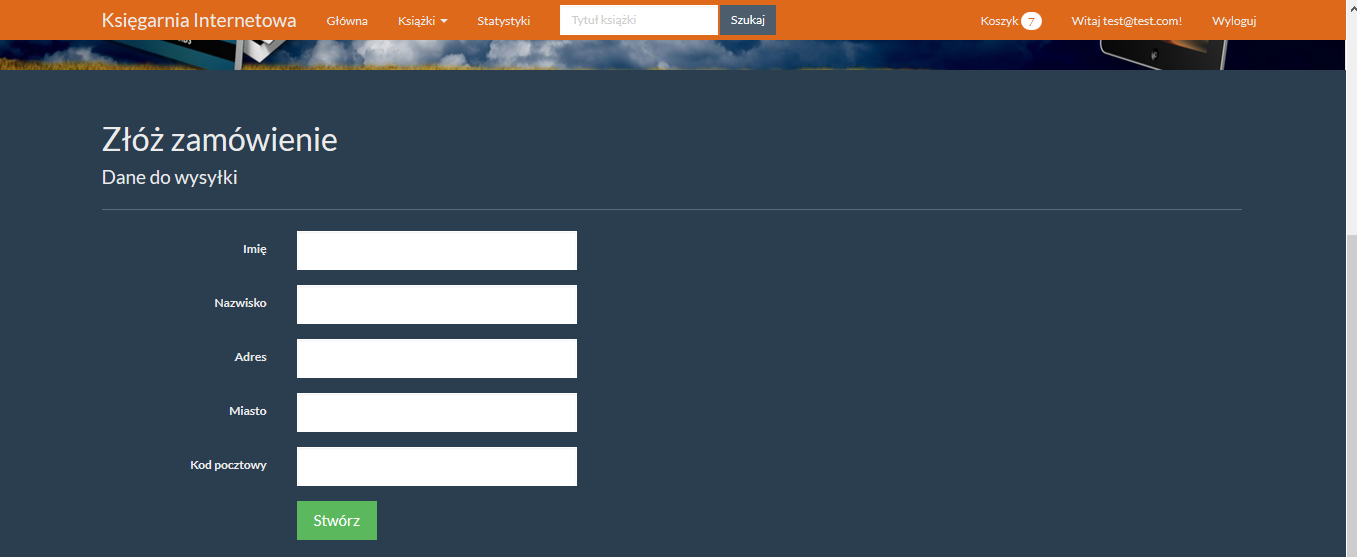 Księgarnia Internetowa Główna Książki Statystyki Tytuł książki Szukaj Koszyk 7 Witaj test@test.com! Wyloguj
Złóż zamówienie
Dane do wysyłki
Imię
Nazwisko
Adres
Miasto
Kod pocztowy
Stwórz